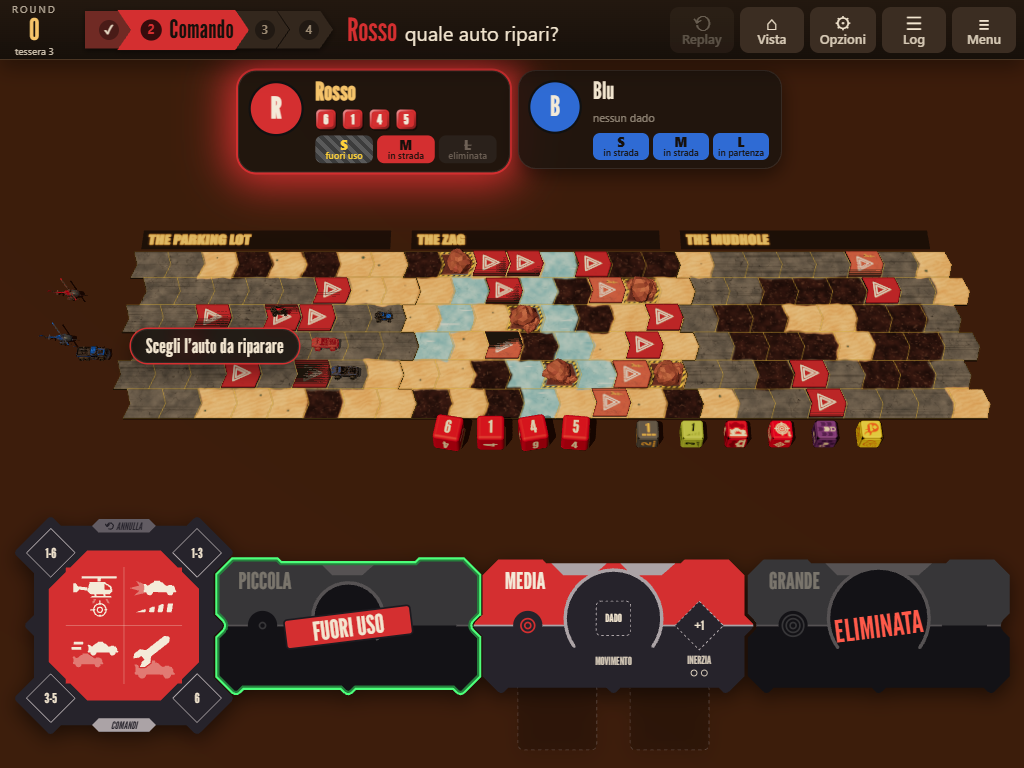 ROUND
0
tessera 3
✓
2 Comando
3
4
Rosso quale auto ripari?
Replay
Vista
Opzioni
Log
Menu
R
Rosso
6 1 4 5
S
fuori uso
M
in strada
L
eliminata
B
Blu
nessun dado
S
in strada
M
in strada
L
in partenza
THE PARKING LOT
THE ZAG
THE MUDHOLE
Scegli l'auto da riparare
6 1 4 5
ANNULLA
1-6
1-3
3-5
6
COMANDI
PICCOLA
FUORI USO
MEDIA
DADO
MOVIMENTO
+1
INERZIA
GRANDE
ELIMINATA